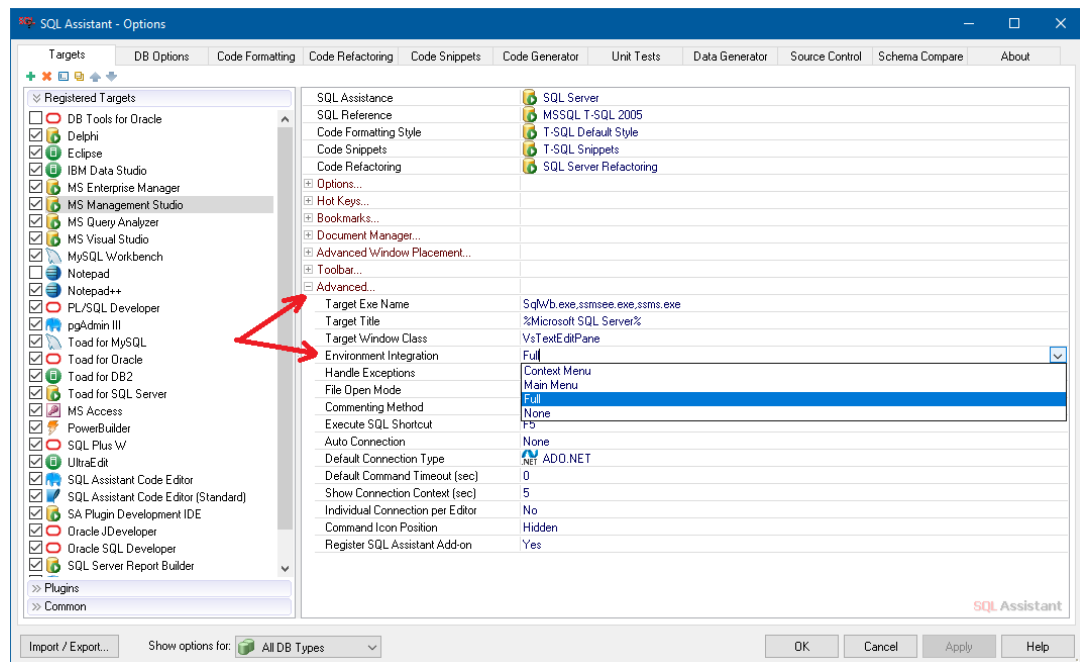 SQL Assistant - Options
Targets DB Options Code Formatting Code Refactoring Code Snippets Code Generator Unit Tests Data Generator Source Control Schema Compare About
Registered Targets
DB Tools for Oracle
Delphi
Eclipse
IBM Data Studio
MS Enterprise Manager
MS Management Studio
MS Query Analyzer
MS Visual Studio
MySQL Workbench
Notepad
Notepad++
PL/SQL Developer
pgAdmin III
Toad for MySQL
Toad for Oracle
Toad for DB2
Toad for SQL Server
MS Access
PowerBuilder
SQL Plus W
UltraEdit
SQL Assistant Code Editor
SQL Assistant Code Editor (Standard)
SA Plugin Development IDE
Oracle JDeveloper
Oracle SQL Developer
SQL Server Report Builder
Plugins
Common
SQL Assistance SQL Server
SQL Reference MSSQL T-SQL 2005
Code Formatting Style T-SQL Default Style
Code Snippets T-SQL Snippets
Code Refactoring SQL Server Refactoring
Options...
Hot Keys...
Bookmarks...
Document Manager...
Advanced Window Placement...
Toolbar...
Advanced...
Target Exe Name SqlWb.exe,ssmsee.exe,ssms.exe
Target Title %Microsoft SQL Server%
Target Window Class VsTextEditPane
Environment Integration Full
Handle Exceptions Context Menu
File Open Mode Main Menu
Full
Commenting Method None
Execute SQL Shortcut F5
Auto Connection None
Default Connection Type .NET ADO.NET
Default Command Timeout (sec) 0
Show Connection Context (sec) 5
Individual Connection per Editor No
Command Icon Position Hidden
Register SQL Assistant Add-on Yes
SQL Assistant
Import / Export... Show options for: All DB Types OK Cancel Apply Help